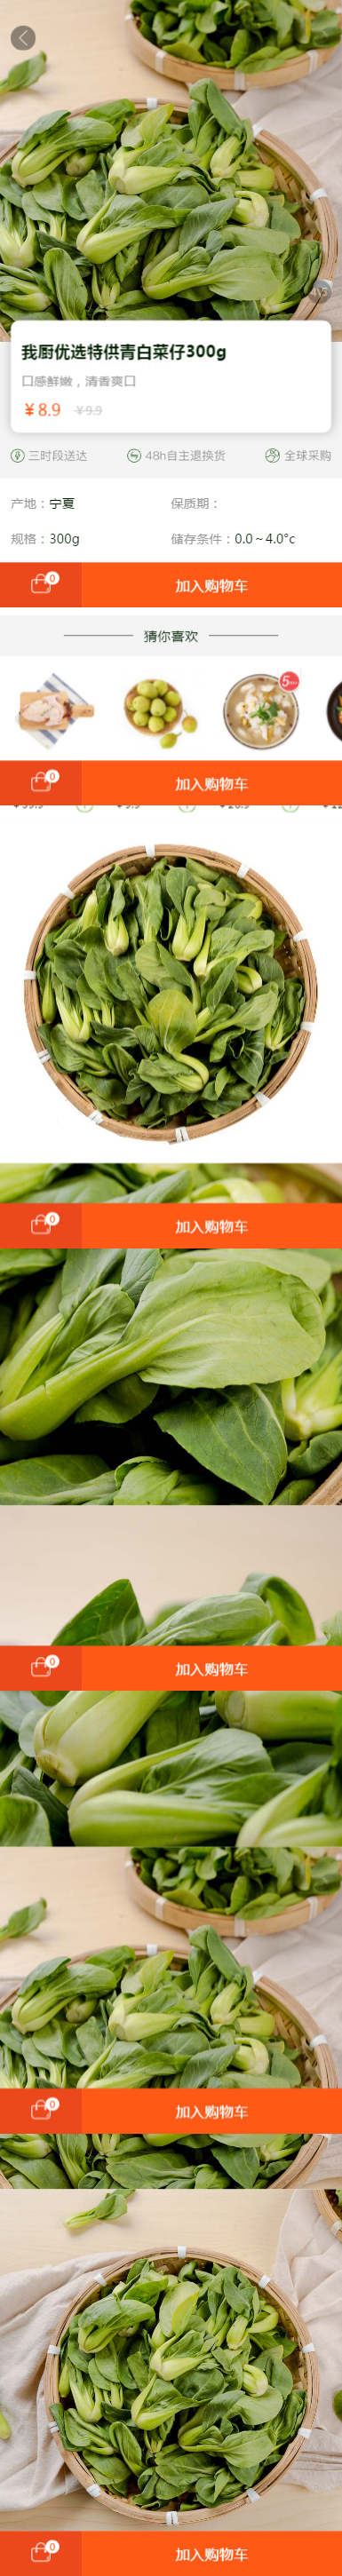 4\5
我厨优选特供青白菜仔300g
口感鲜嫩，清香爽口
￥8.9 ￥9.9
三时段送达 48h自主退换货 全球采购
产地：宁夏 保质期：
规格：300g 储存条件：0.0～4.0°c
0 加入购物车
猜你喜欢
5
0 加入购物车
0 加入购物车
0 加入购物车
0 加入购物车
0 加入购物车